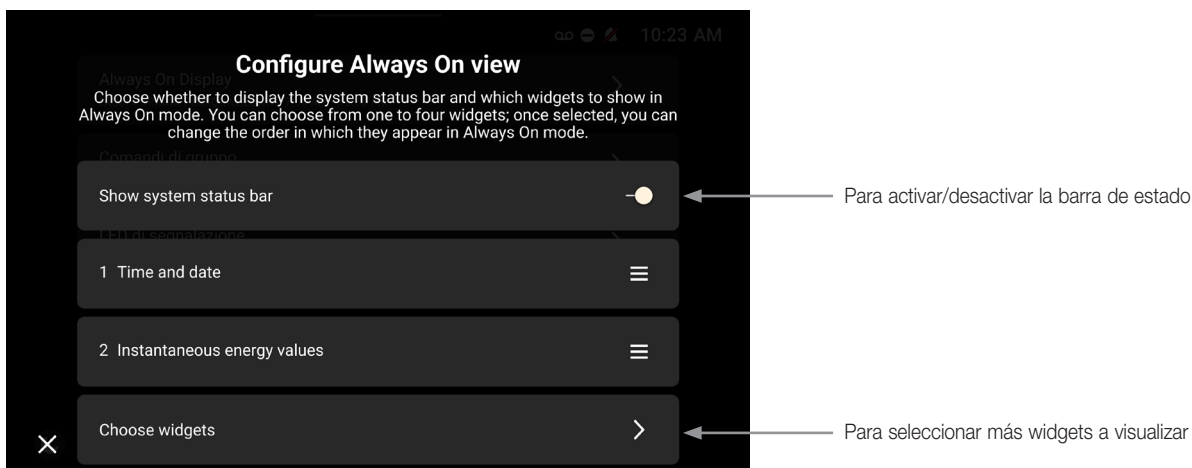 10:23 AM
Always On Display
Configure Always On view
Choose whether to display the system status bar and which widgets to show in
Always On mode. You can choose from one to four widgets; once selected, you can
change the order in which they appear in Always On mode.
Comandi di gruppo
Show system status bar
Para activar/desactivar la barra de estado
LED di segnalazione
1 Time and date
2 Instantaneous energy values
Choose widgets
Para seleccionar más widgets a visualizar